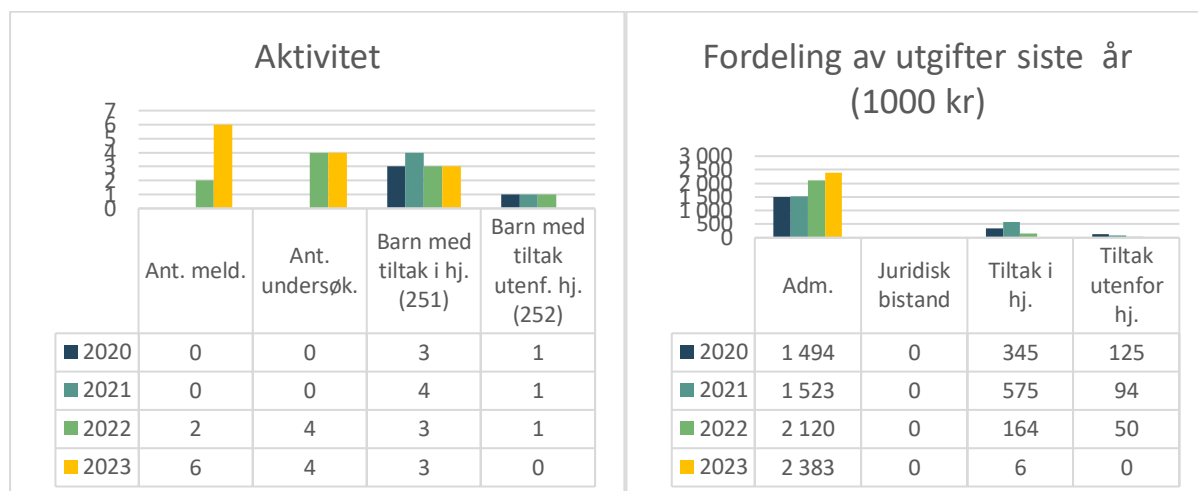 Aktivitet
7
6
5
4
3
2
1
0
Ant. meld.
Ant.
undersøk.
Barn med
tiltak i hj.
(251)
Barn med
tiltak
utenf. hj.
(252)
2020 0 0 3 1
2021 0 0 4 1
2022 2 4 3 1
2023 6 4 3 0
Fordeling av utgifter siste år
(1000 kr)
3 000
2 500
2 000
1 500
1 000
500
0
Adm.
Juridisk
bistand
Tiltak i
hj.
Tiltak
utenfor
hj.
2020 1 494 0 345 125
2021 1 523 0 575 94
2022 2 120 0 164 50
2023 2 383 0 6 0